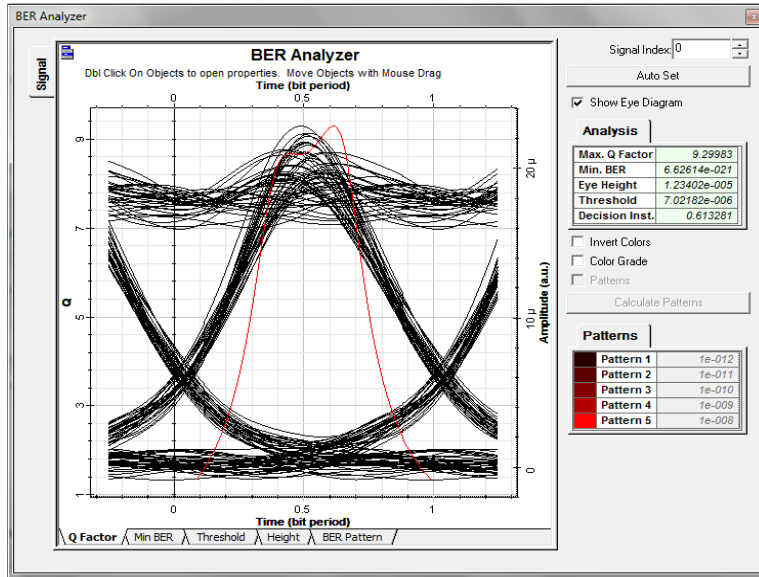 BER Analyzer
Signal
BER Analyzer
Dbl Click On Objects to open properties. Move Objects with Mouse Drag
Time (bit period)
0 0.5 1
Q
1 3 5 7 9
Amplitude (a.u.)
0 10 µ 20 µ
0 0.5 1
Time (bit period)
Q Factor Min BER Threshold Height BER Pattern
Signal Index: 0
Auto Set
Show Eye Diagram
Analysis
Max. Q Factor 9.29983
Min. BER 6.62614e-021
Eye Height 1.23402e-005
Threshold 7.02182e-006
Decision Inst. 0.613281
Invert Colors
Color Grade
Patterns
Calculate Patterns
Patterns
Pattern 1 1e-012
Pattern 2 1e-011
Pattern 3 1e-010
Pattern 4 1e-009
Pattern 5 1e-008